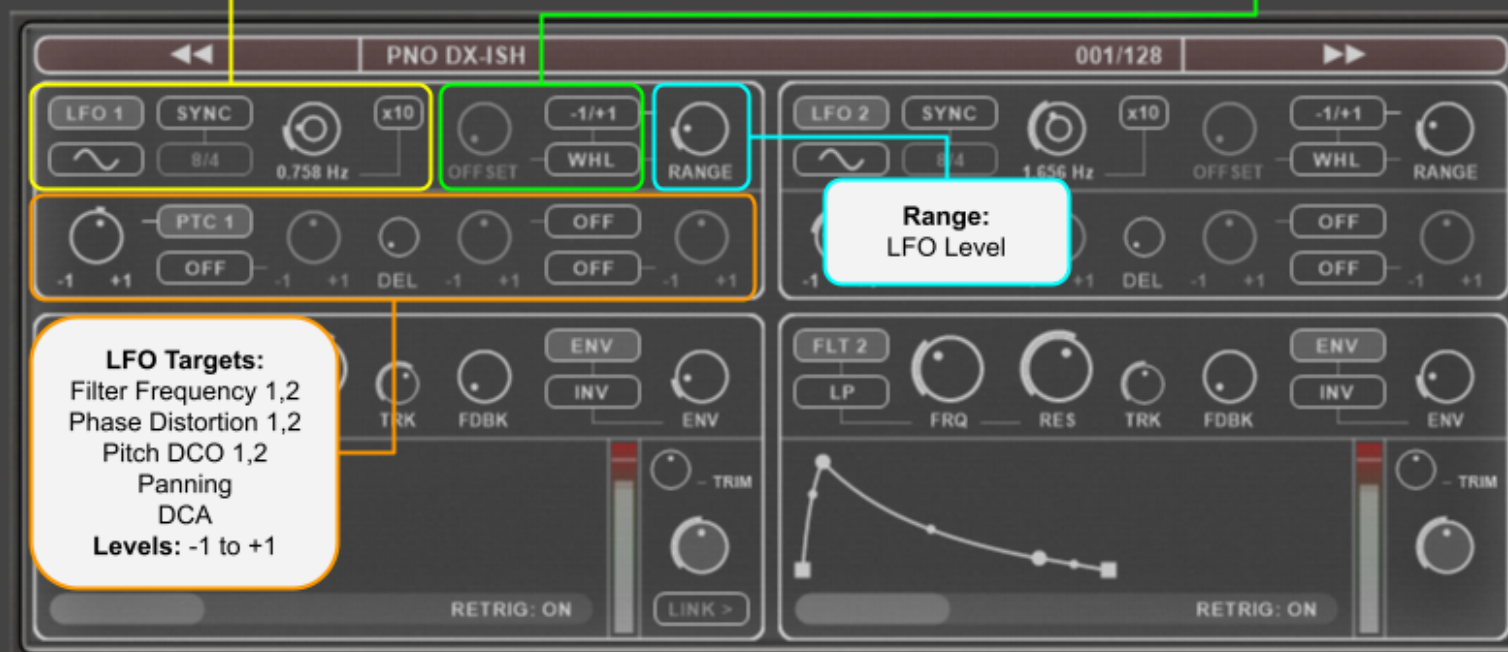 PNO DX-ISH 001/128
LFO 1 SYNC x10 -1/+1 LFO 2 SYNC x10 -1/+1
8/4 0.758 Hz OFFSET WHL RANGE 8/4 1.656 Hz OFFSET WHL RANGE
PTC 1 OFF OFF
-1 +1 OFF -1 +1 DEL -1 +1 OFF -1 +1 -1 DEL -1 +1 OFF -1 +1
Range:
LFO Level
ENV FLT 2 ENV
TRK FDBK INV ENV LP FRQ RES TRK FDBK INV ENV
LFO Targets:
Filter Frequency 1,2
Phase Distortion 1,2
Pitch DCO 1,2
Panning
DCA
Levels: -1 to +1
TRIM TRIM
RETRIG: ON LINK > RETRIG: ON